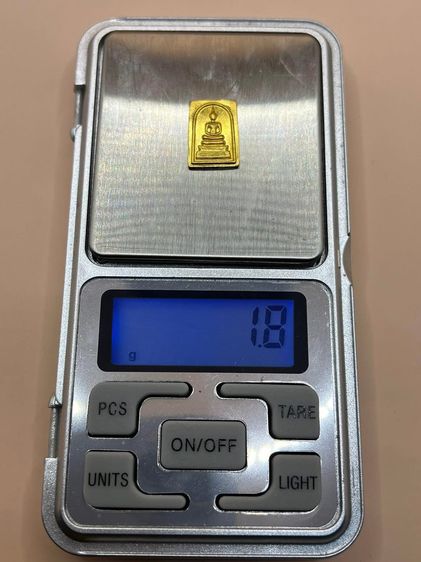 1.8
g
PCS
TARE
ON/OFF
UNITS
LIGHT